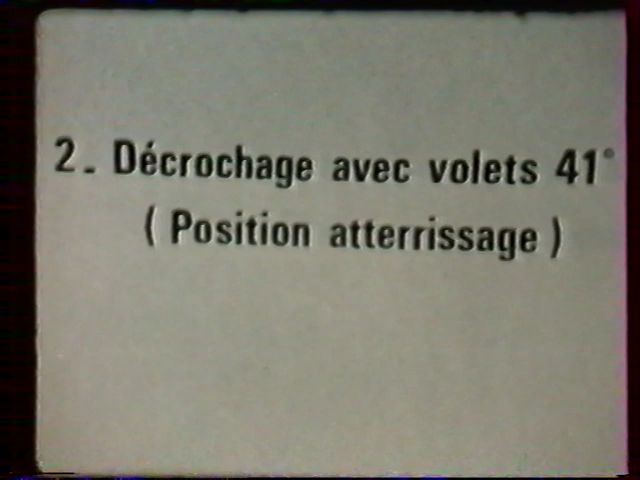 2. Décrochage avec volets 41°
( Position atterrissage )